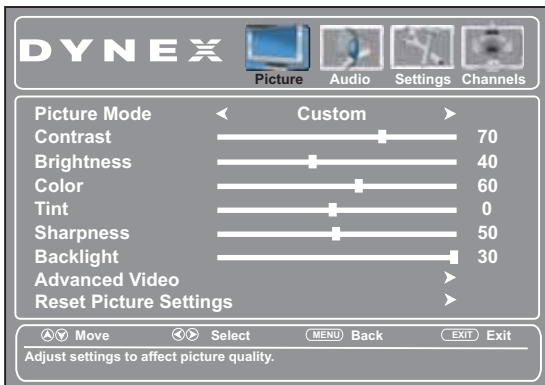 DYNEX
Picture Audio Settings Channels
Picture Mode Custom
Contrast 70
Brightness 40
Color 60
Tint 0
Sharpness 50
Backlight 30
Advanced Video
Reset Picture Settings
Move Select MENU Back EXIT Exit
Adjust settings to affect picture quality.